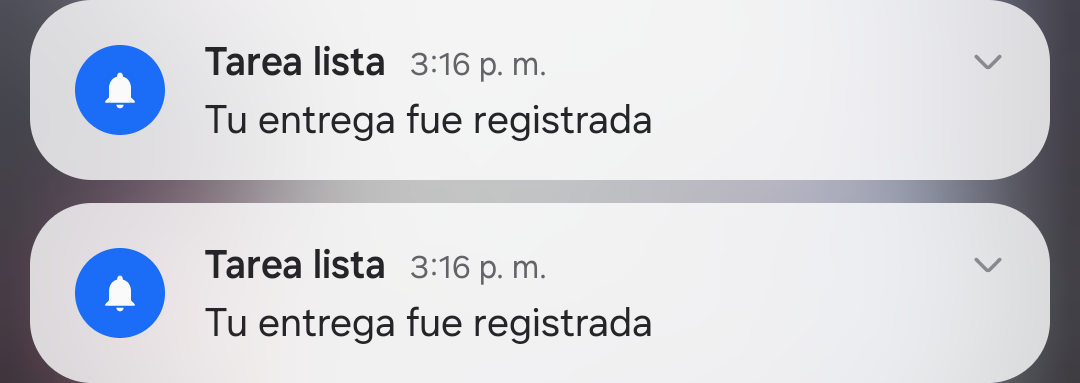 Tarea lista 3:16 p. m.
Tu entrega fue registrada
Tarea lista 3:16 p. m.
Tu entrega fue registrada